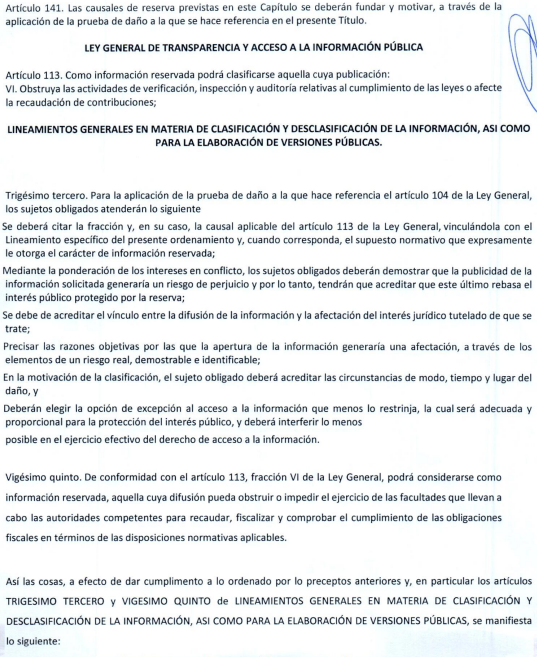 Artículo 141. Las causales de reserva previstas en este Capítulo se deberán fundar y motivar, a través de la
aplicación de la prueba de daño a la que se hace referencia en el presente Título.
LEY GENERAL DE TRANSPARENCIA Y ACCESO A LA INFORMACIÓN PÚBLICA
Artículo 113. Como información reservada podrá clasificarse aquella cuya publicación:
VI. Obstruya las actividades de verificación, inspección y auditoría relativas al cumplimiento de las leyes o afecte
la recaudación de contribuciones;
LINEAMIENTOS GENERALES EN MATERIA DE CLASIFICACIÓN Y DESCLASIFICACIÓN DE LA INFORMACIÓN, ASI COMO
PARA LA ELABORACIÓN DE VERSIONES PÚBLICAS.
Trigésimo tercero. Para la aplicación de la prueba de daño a la que hace referencia el artículo 104 de la Ley General,
los sujetos obligados atenderán lo siguiente
Se deberá citar la fracción y, en su caso, la causal aplicable del artículo 113 de la Ley General, vinculándola con el
Lineamiento específico del presente ordenamiento y, cuando corresponda, el supuesto normativo que expresamente
le otorga el carácter de información reservada;
Mediante la ponderación de los intereses en conflicto, los sujetos obligados deberán demostrar que la publicidad de la
información solicitada generaría un riesgo de perjuicio y por lo tanto, tendrán que acreditar que este último rebasa el
interés público protegido por la reserva;
Se debe de acreditar el vínculo entre la difusión de la información y la afectación del interés jurídico tutelado de que se
trate;
Precisar las razones objetivas por las que la apertura de la información generaría una afectación, a través de los
elementos de un riesgo real, demostrable e identificable;
En la motivación de la clasificación, el sujeto obligado deberá acreditar las circunstancias de modo, tiempo y lugar del
daño, y
Deberán elegir la opción de excepción al acceso a la información que menos lo restrinja, la cual será adecuada y
proporcional para la protección del interés público, y deberá interferir lo menos
posible en el ejercicio efectivo del derecho de acceso a la información.
Vigésimo quinto. De conformidad con el artículo 113, fracción VI de la Ley General, podrá considerarse como
información reservada, aquella cuya difusión pueda obstruir o impedir el ejercicio de las facultades que llevan a
cabo las autoridades competentes para recaudar, fiscalizar y comprobar el cumplimiento de las obligaciones
fiscales en términos de las disposiciones normativas aplicables.
Así las cosas, a efecto de dar cumplimento a lo ordenado por lo preceptos anteriores y, en particular los artículos
TRIGESIMO TERCERO y VIGESIMO QUINTO de LINEAMIENTOS GENERALES EN MATERIA DE CLASIFICACIÓN Y
DESCLASIFICACIÓN DE LA INFORMACIÓN, ASI COMO PARA LA ELABORACIÓN DE VERSIONES PÚBLICAS, se manifiesta
lo siguiente: